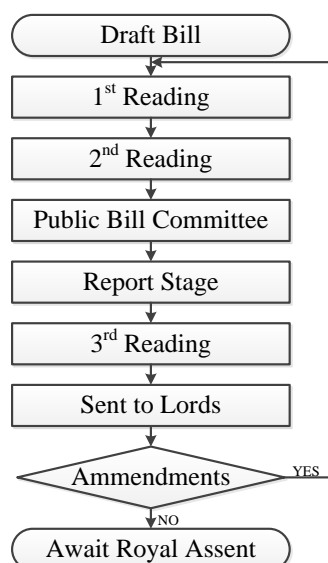 Draft Bill
1st Reading
2nd Reading
Public Bill Committee
Report Stage
3rd Reading
Sent to Lords
Ammendments
YES
NO
Await Royal Assent